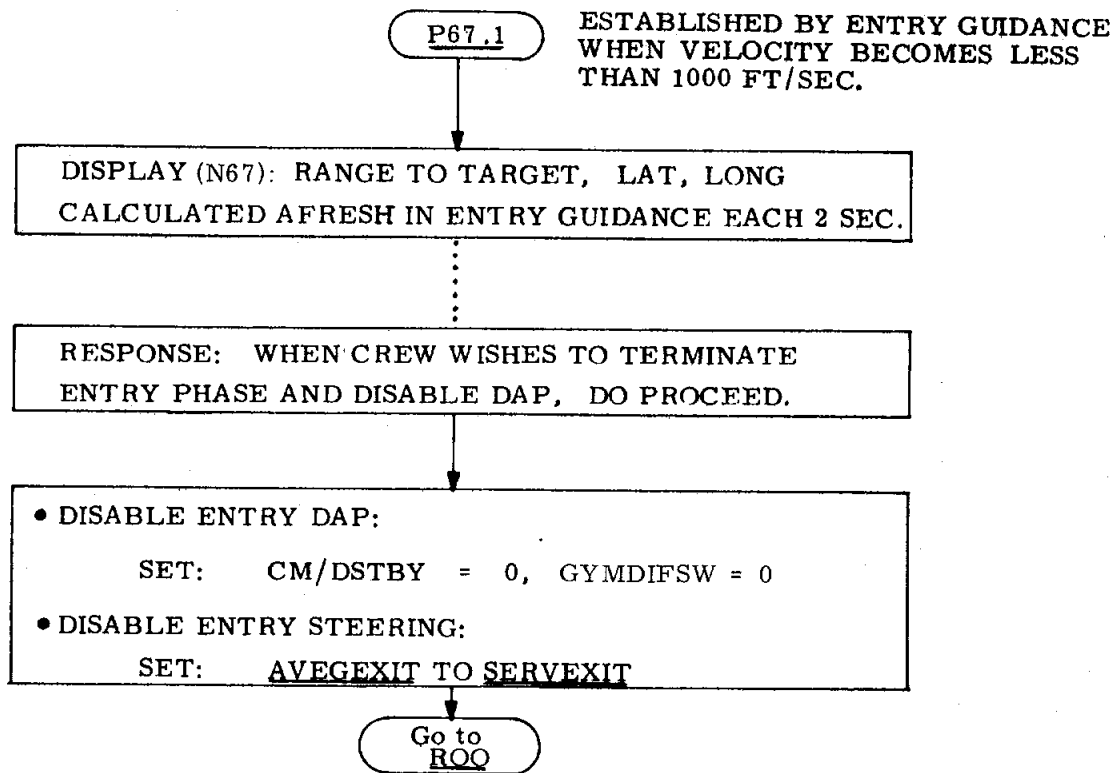 P67.1
ESTABLISHED BY ENTRY GUIDANCE
WHEN VELOCITY BECOMES LESS
THAN 1000 FT/SEC.
DISPLAY (N67): RANGE TO TARGET, LAT, LONG
CALCULATED AFRESH IN ENTRY GUIDANCE EACH 2 SEC.
RESPONSE: WHEN CREW WISHES TO TERMINATE
ENTRY PHASE AND DISABLE DAP, DO PROCEED.
• DISABLE ENTRY DAP:
SET: CM/DSTBY = 0, GYMDIFSW = 0
• DISABLE ENTRY STEERING:
SET: AVEGEXIT TO SERVEXIT
Go to
ROO